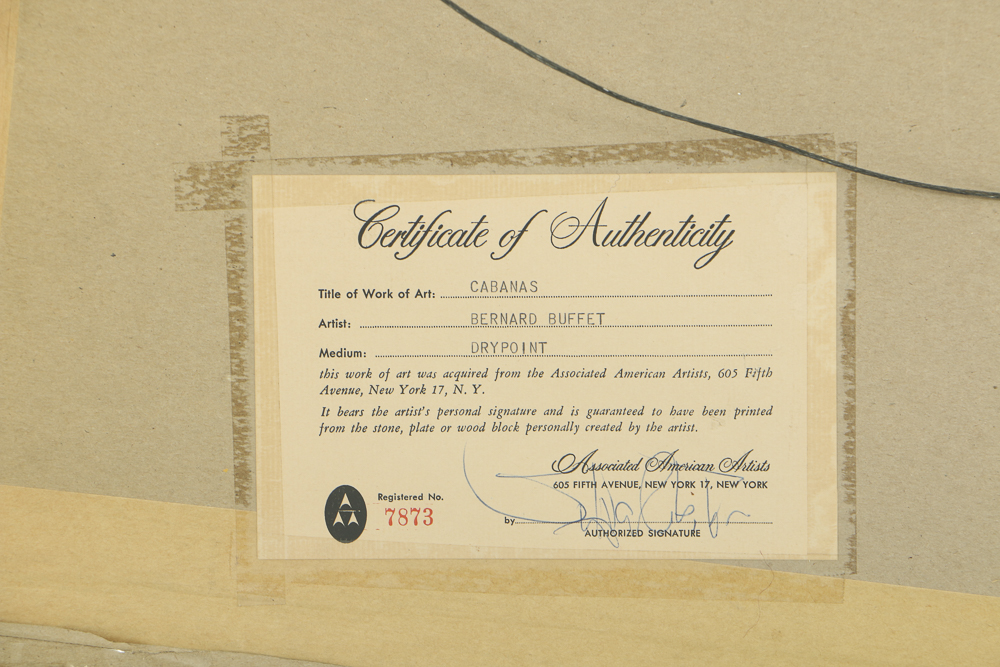 Certificate of Authenticity
Title of Work of Art: CABANAS
Artist: BERNARD BUFFET
Medium: DRYPOINT
this work of art was acquired from the Associated American Artists, 605 Fifth
Avenue, New York 17, N. Y.
It bears the artist's personal signature and is guaranteed to have been printed
from the stone, plate or wood block personally created by the artist.
Associated American Artists
605 FIFTH AVENUE, NEW YORK 17, NEW YORK
Registered No.
7873
by
AUTHORIZED SIGNATURE
A
AA